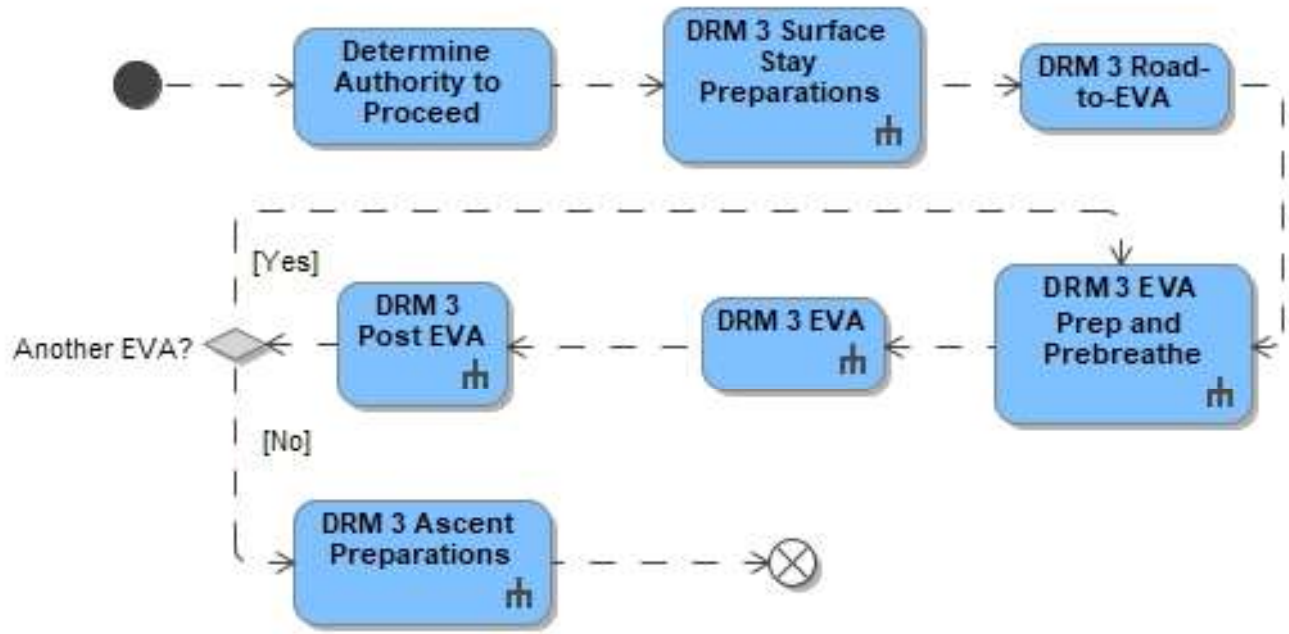 Determine
Authority to
Proceed
DRM 3 Surface
Stay
Preparations
DRM 3 Road-
to-EVA
[Yes]
Another EVA?
DRM 3
Post EVA
DRM 3 EVA
DRM 3 EVA
Prep and
Prebreathe
[No]
DRM 3 Ascent
Preparations